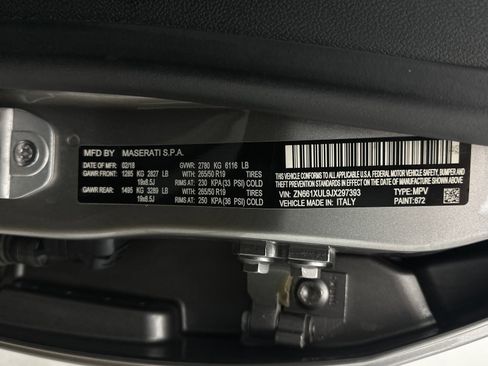 MFD BY MASERATI S.P.A.
DATE OF MFR: 02/18 GVWR: 2780 KG 6116 LB
GAWR FRONT: 1285 KG 2827 LB WITH: 265/50 R19 TIRES
19x8.5J RIMS AT: 230 KPA (33 PSI) COLD
GAWR REAR: 1495 KG 3289 LB WITH: 265/50 R19 TIRES
19x8.5J RIMS AT: 250 KPA (36 PSI) COLD
THIS VEHICLE CONFORMS TO ALL APPLICABLE U.S.A. FEDERAL MOTOR VEHICLE SAFETY, BUMPER AND
THEFT PREVENTION STANDARDS IN EFFECT ON THE DATE OF MANUFACTURE SHOWN ABOVE.
VIN: ZN661XUL9JX297393 TYPE: MPV
VEHICLE MADE IN: ITALY PAINT: 672